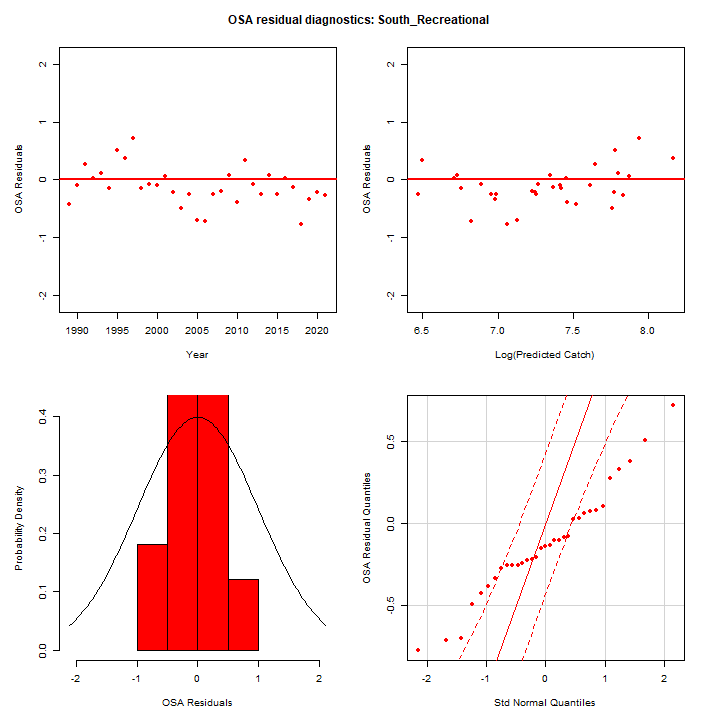 OSA residual diagnostics: South_Recreational
OSA Residuals
2
1
0
-1
-2
1990 1995 2000 2005 2010 2015 2020
Year
OSA Residuals
2
1
0
-1
-2
6.5 7.0 7.5 8.0
Log(Predicted Catch)
Probability Density
0.4
0.3
0.2
0.1
0.0
-2 -1 0 1 2
OSA Residuals
OSA Residual Quantiles
0.5
0.0
-0.5
-2 -1 0 1 2
Std Normal Quantiles